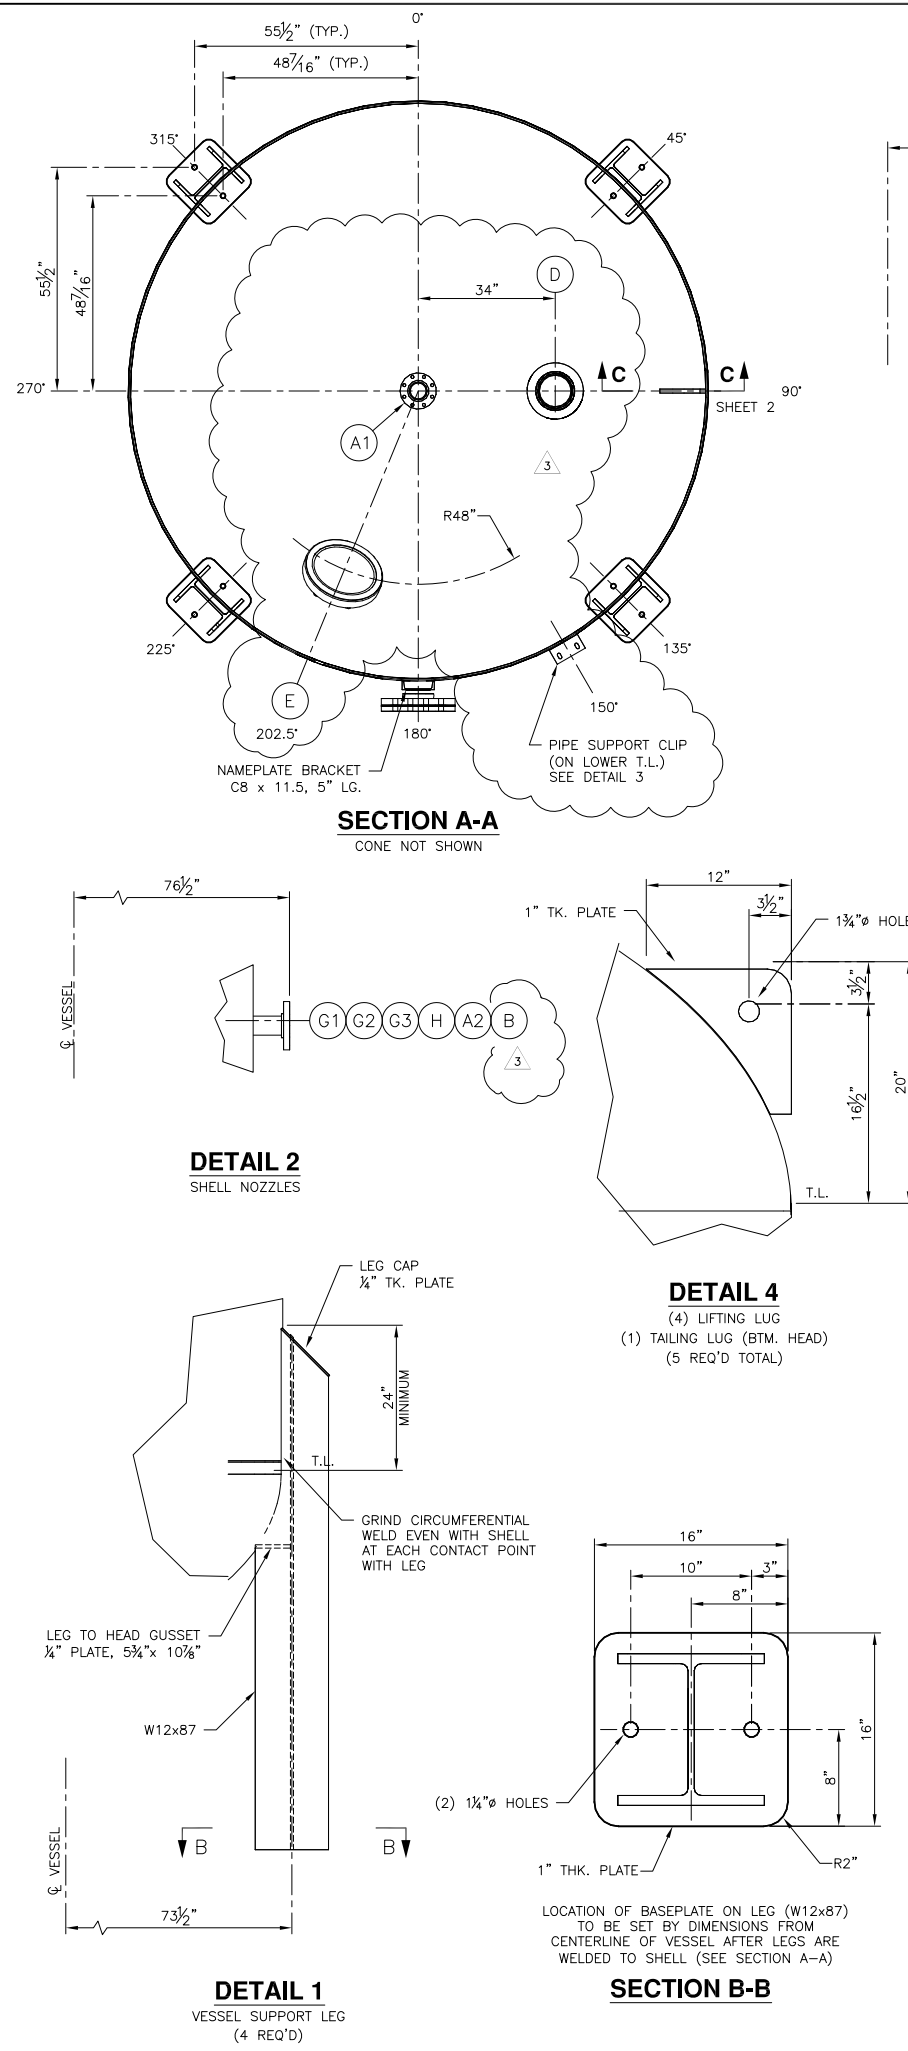 0°
55½" (TYP.)
48⁷⁄₁₆" (TYP.)
315°
45°
D
34"
55½"
48⁷⁄₁₆"
C
C
270°
90°
SHEET 2
A1
3
R48"
225°
135°
E
150°
202.5°
180°
PIPE SUPPORT CLIP
(ON LOWER T.L.)
SEE DETAIL 3
NAMEPLATE BRACKET
C8 x 11.5, 5" LG.
SECTION A-A
CONE NOT SHOWN
76½"
℄ VESSEL
G1 G2 G3 H A2 B
3
DETAIL 2
SHELL NOZZLES
12"
3½"
1" TK. PLATE
1¾"ø HOLE
3½"
16½"
20"
T.L.
DETAIL 4
(4) LIFTING LUG
(1) TAILING LUG (BTM. HEAD)
(5 REQ'D TOTAL)
LEG CAP
¼" TK. PLATE
24"
MINIMUM
T.L.
GRIND CIRCUMFERENTIAL
WELD EVEN WITH SHELL
AT EACH CONTACT POINT
WITH LEG
LEG TO HEAD GUSSET
¼" PLATE, 5¾"x 10⅞"
W12x87
B
B
℄ VESSEL
73½"
DETAIL 1
VESSEL SUPPORT LEG
(4 REQ'D)
16"
10"
3"
8"
16"
8"
(2) 1¼"ø HOLES
1" THK. PLATE
R2"
LOCATION OF BASEPLATE ON LEG (W12x87)
TO BE SET BY DIMENSIONS FROM
CENTERLINE OF VESSEL AFTER LEGS ARE
WELDED TO SHELL (SEE SECTION A-A)
SECTION B-B